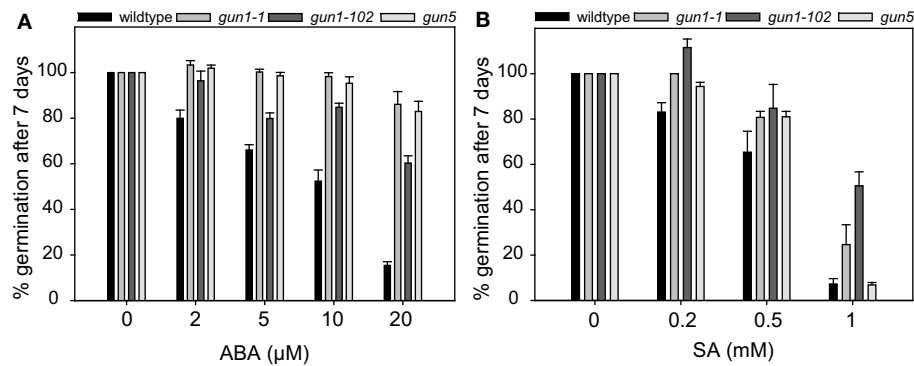 A
wildtype gun1-1 gun1-102 gun5
% germination after 7 days
100
80
60
40
20
0
0 2 5 10 20
ABA (µM)
B
wildtype gun1-1 gun1-102 gun5
% germination after 7 days
100
80
60
40
20
0
0 0.2 0.5 1
SA (mM)